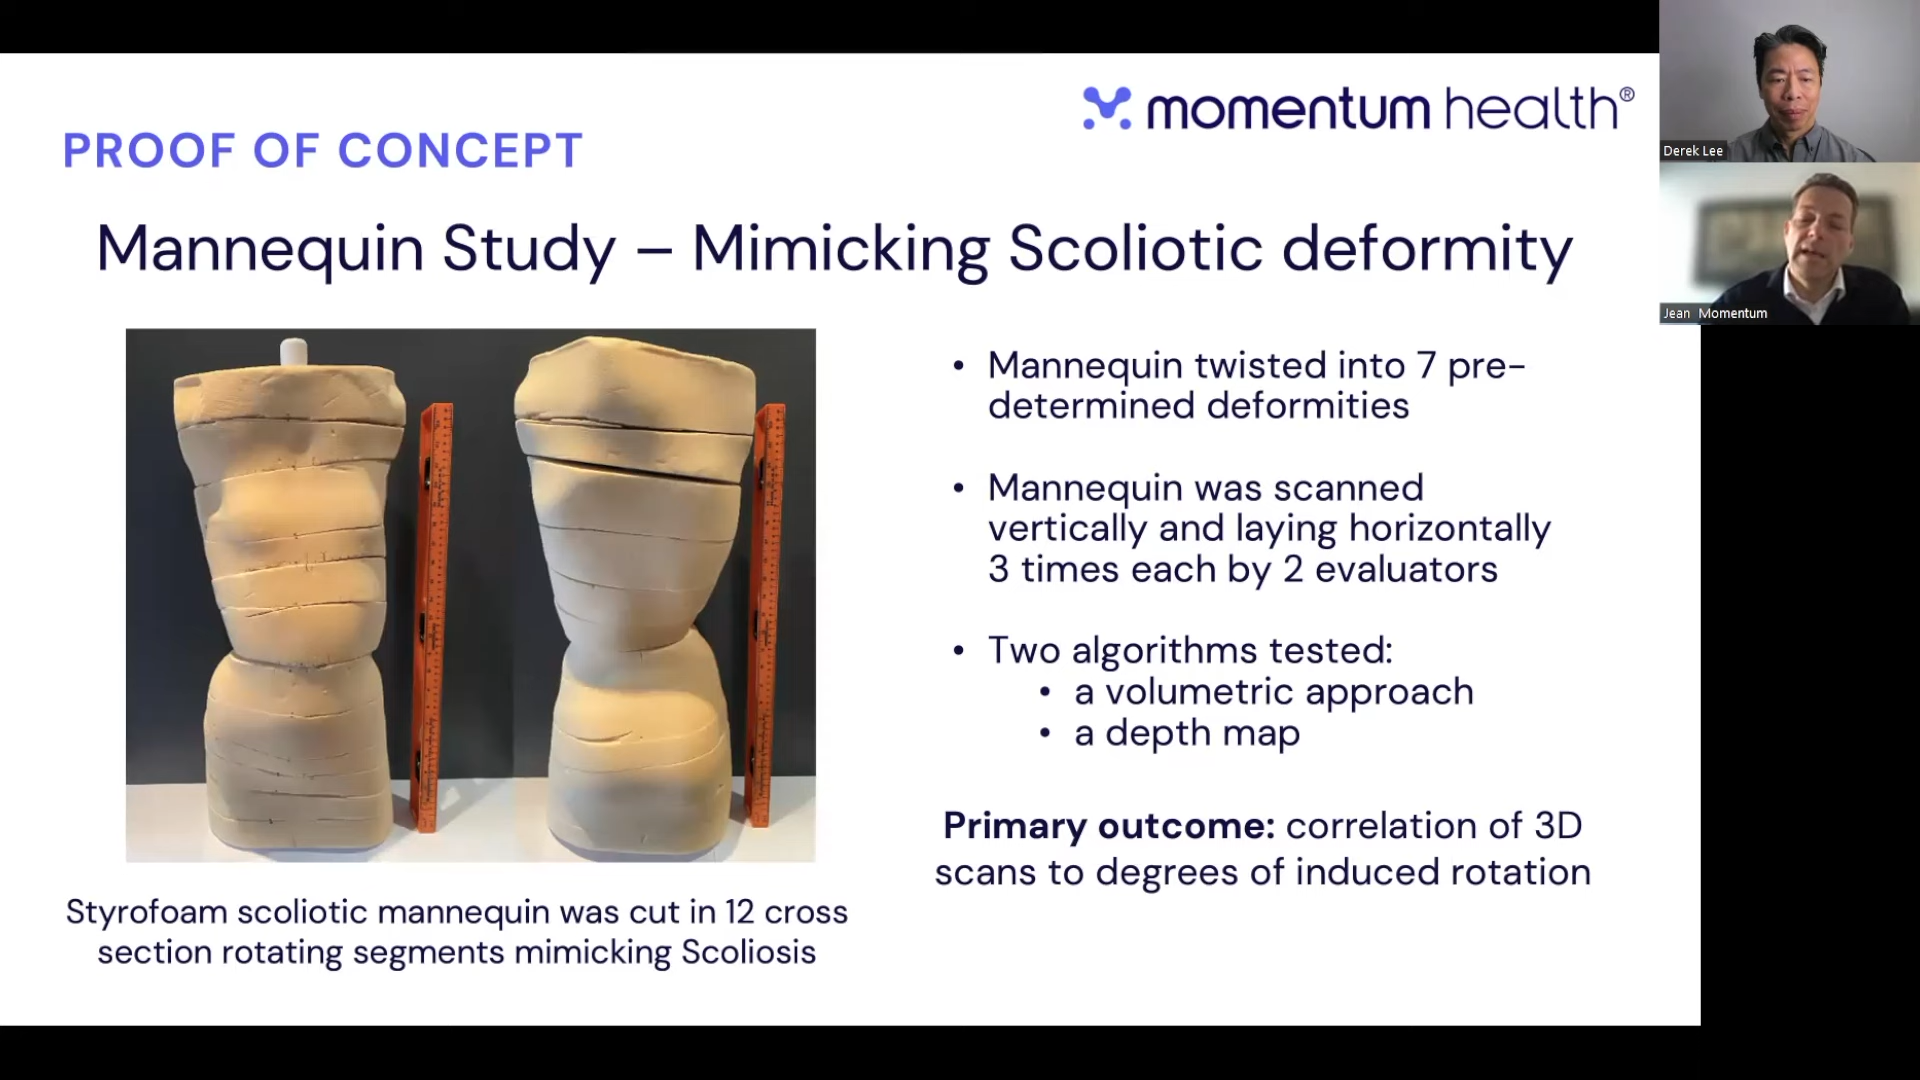 momentum health®
PROOF OF CONCEPT
Mannequin Study – Mimicking Scoliotic deformity
• Mannequin twisted into 7 pre-
determined deformities
• Mannequin was scanned
vertically and laying horizontally
3 times each by 2 evaluators
• Two algorithms tested:
• a volumetric approach
• a depth map
Primary outcome: correlation of 3D
scans to degrees of induced rotation
Styrofoam scoliotic mannequin was cut in 12 cross
section rotating segments mimicking Scoliosis
Derek Lee
Jean Momentum